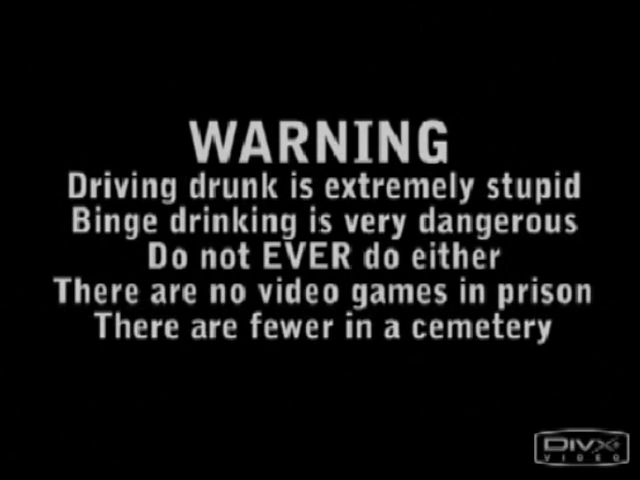 WARNING
Driving drunk is extremely stupid
Binge drinking is very dangerous
Do not EVER do either
There are no video games in prison
There are fewer in a cemetery
DIVX
VIDEO